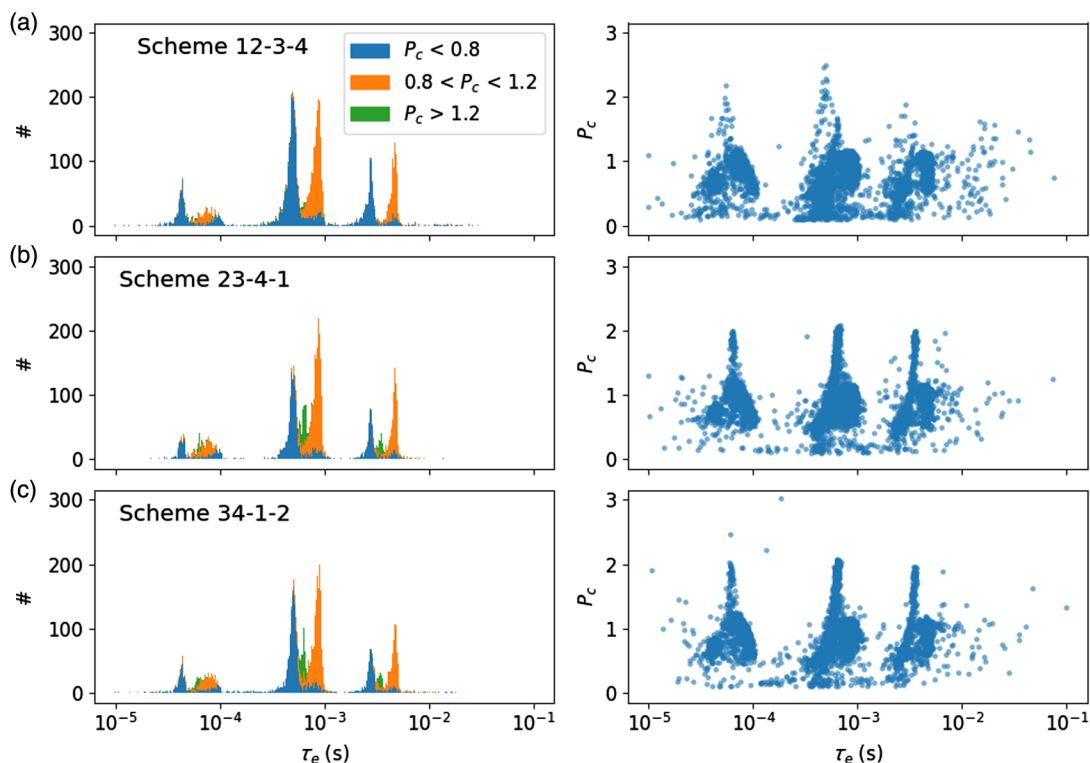 (a)
300
200
100
0
#
Scheme 12-3-4
P_c < 0.8
0.8 < P_c < 1.2
P_c > 1.2
3
2
1
0
P_c
(b)
300
200
100
0
#
Scheme 23-4-1
3
2
1
0
P_c
(c)
300
200
100
0
#
Scheme 34-1-2
10⁻⁵ 10⁻⁴ 10⁻³ 10⁻² 10⁻¹
τ_e (s)
3
2
1
0
P_c
10⁻⁵ 10⁻⁴ 10⁻³ 10⁻² 10⁻¹
τ_e (s)